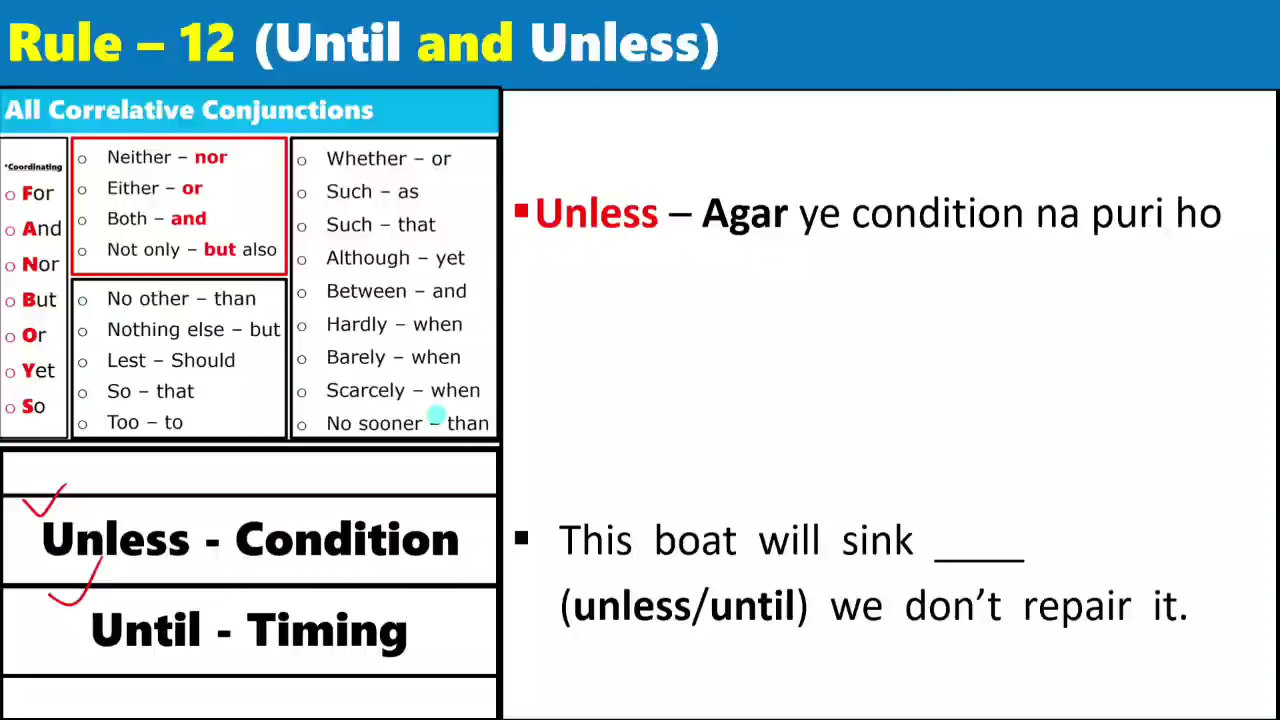 Rule – 12 (Until and Unless)
All Correlative Conjunctions
*Coordinating
For
And
Nor
But
Or
Yet
So
Neither – nor
Either – or
Both – and
Not only – but also
No other – than
Nothing else – but
Lest – Should
So – that
Too – to
Whether – or
Such – as
Such – that
Although – yet
Between – and
Hardly – when
Barely – when
Scarcely – when
No sooner – than
Unless - Condition
Until - Timing
Unless – Agar ye condition na puri ho
This boat will sink ____
(unless/until) we don’t repair it.